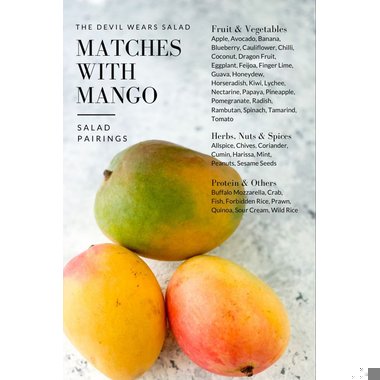 THE DEVIL WEARS SALAD
MATCHES
WITH
MANGO
SALAD
PAIRINGS
Fruit & Vegetables
Apple, Avocado, Banana,
Blueberry, Cauliflower, Chilli,
Coconut, Dragon Fruit,
Eggplant, Feijoa, Finger Lime,
Guava, Honeydew,
Horseradish, Kiwi, Lychee,
Nectarine, Papaya, Pineapple,
Pomegranate, Radish,
Rambutan, Spinach, Tamarind,
Tomato
Herbs, Nuts & Spices
Allspice, Chives, Coriander,
Cumin, Harissa, Mint,
Peanuts, Sesame Seeds
Protein & Others
Buffalo Mozzarella, Crab,
Fish, Forbidden Rice, Prawn,
Quinoa, Sour Cream, Wild Rice